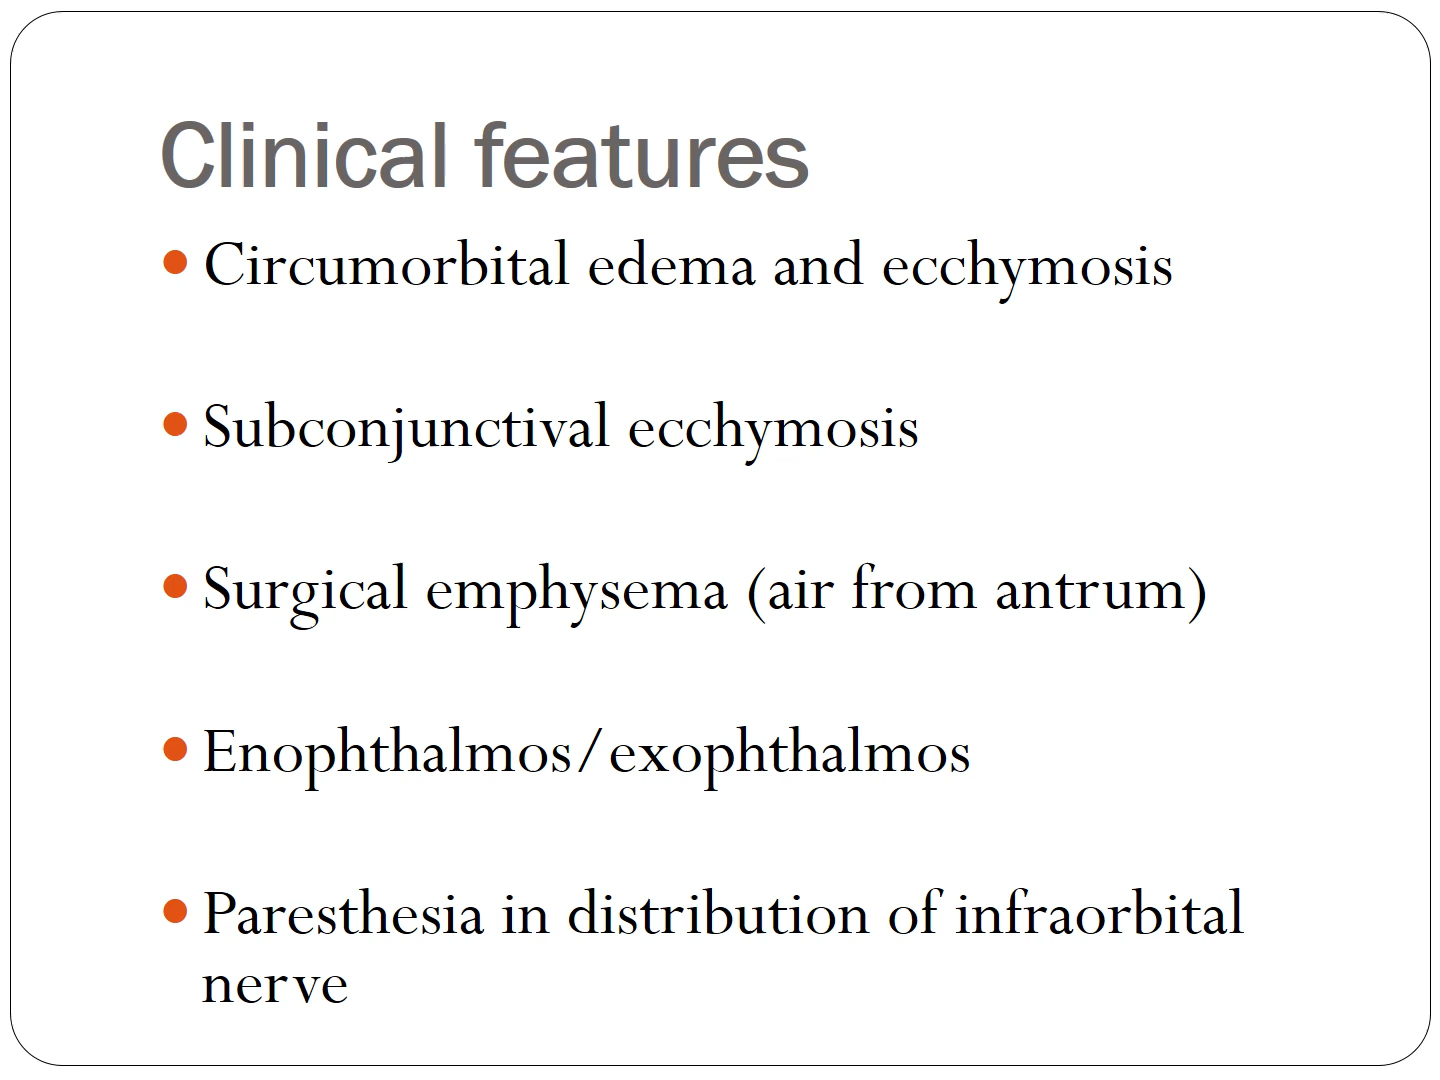 Clinical features
• Circumorbital edema and ecchymosis
• Subconjunctival ecchymosis
• Surgical emphysema (air from antrum)
• Enophthalmos/exophthalmos
• Paresthesia in distribution of infraorbital
nerve